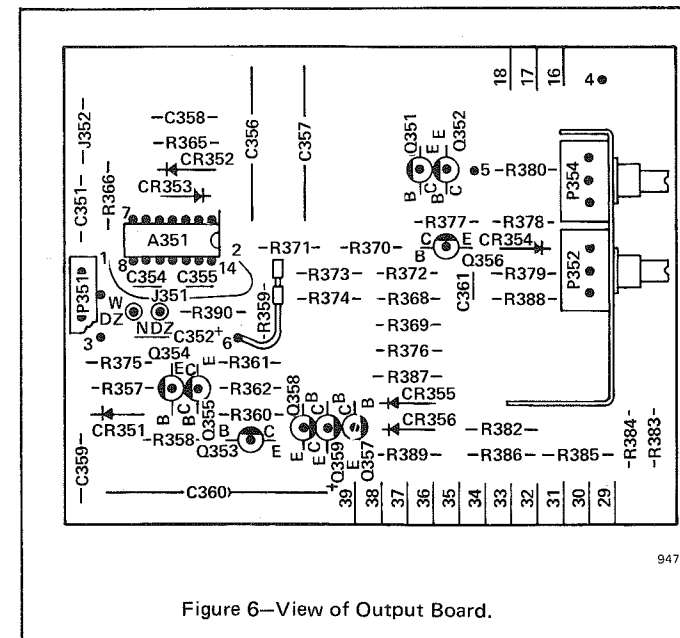 18 17 16 4
J352
C358
R365
CR352
CR353
C356
C357
Q351 Q352
E E
B C B C
5 R380
P354
C351
R366
7
A351
R377 R378
1 2
R371 R370
C E
B
Q356
CR354
P352
8 C354 C355 14
J351
R373 R372 R379
P351
W
DZ NDZ
R390
R359
R374 R368 C361 R388
C352+
6
R369
3
R376
R375 Q354 E R361
R387
R357 E C R362
Q358 B C B C B
CR355
B C B Q355
R360
CR351
CR356
R358
B C
Q353 E
E C E E
Q359 Q357
R382
R389 R386 R385
R384
R383
C359
C360
+
39 38 37 36 35 34 33 32 31 30 29
947
Figure 6—View of Output Board.